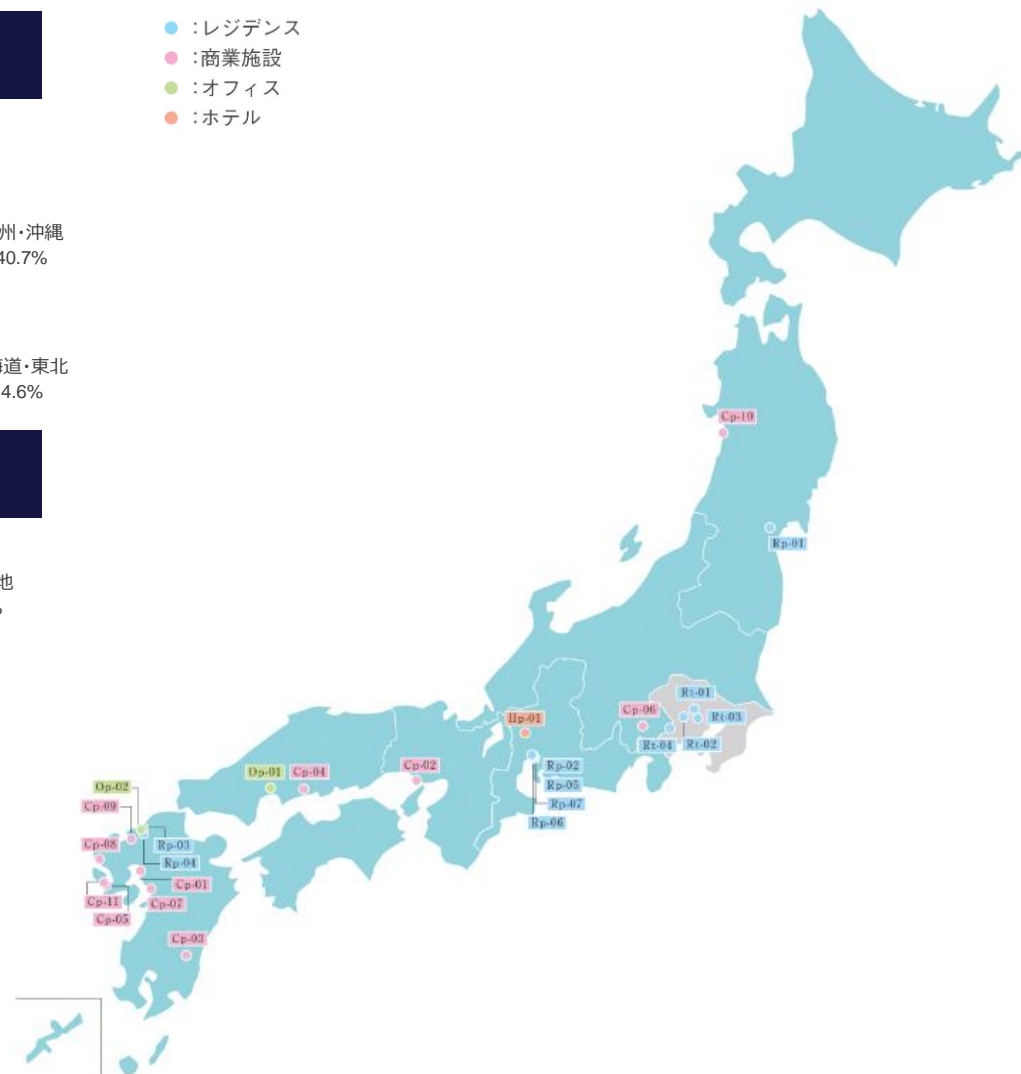 :レジデンス
:商業施設
:オフィス
:ホテル
州・沖縄
40.7%
道・東北
4.6%
地
Cp-10
Rp-01
Rt-01
Cp-06
Rt-03
Hp-01
Rt-04
Rt-02
Rp-02
Cp-02
Op-01
Cp-04
Rp-05
Op-02
Rp-07
Cp-09
Rp-06
Cp-08
Rp-03
Rp-04
Cp-01
Cp-11
Cp-07
Cp-05
Cp-03